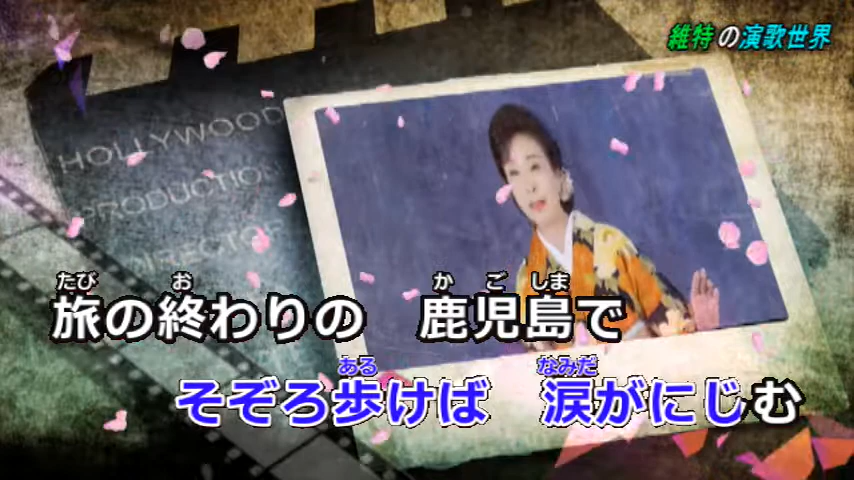 維特の演歌世界
HOLLYWOOD
PRODUCTION
DIRECTOR
たび お か ご しま
旅の終わりの 鹿児島で
ある なみだ
そぞろ歩けば 涙がにじむ